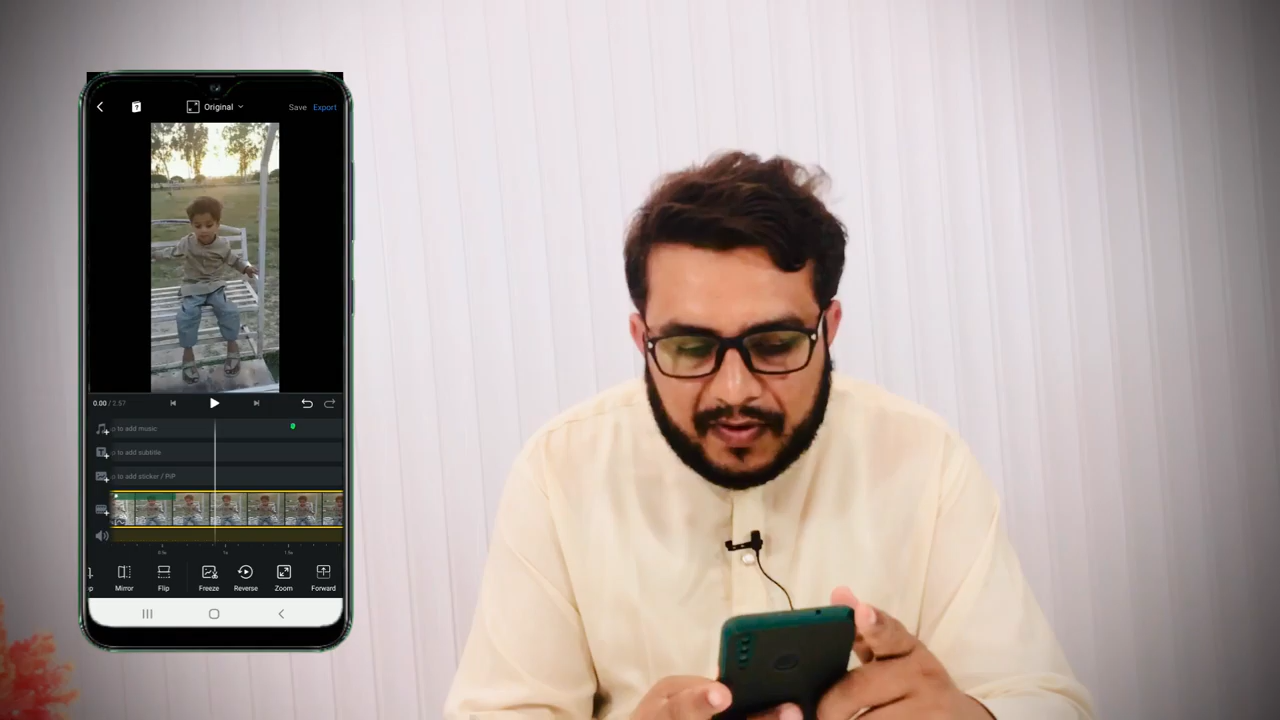 Original
Save Export
0.00 / 2.57
to add music
to add subtitle
to add sticker / PiP
1s
Mirror Flip Freeze Reverse Zoom Forward